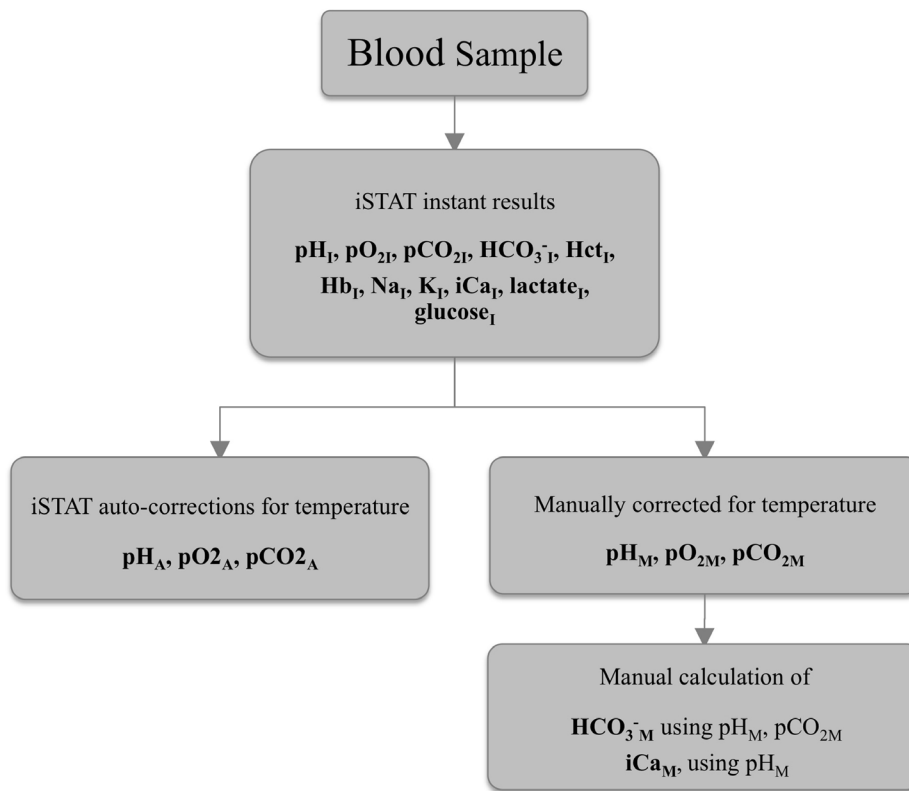 Blood Sample
iSTAT instant results
pH_I, pO_2I, pCO_2I, HCO_3^-_I, Hct_I,
Hb_I, Na_I, K_I, iCa_I, lactate_I,
glucose_I
iSTAT auto-corrections for temperature
pH_A, pO2_A, pCO2_A
Manually corrected for temperature
pH_M, pO_2M, pCO_2M
Manual calculation of
HCO_3^-_M using pH_M, pCO_2M
iCa_M, using pH_M